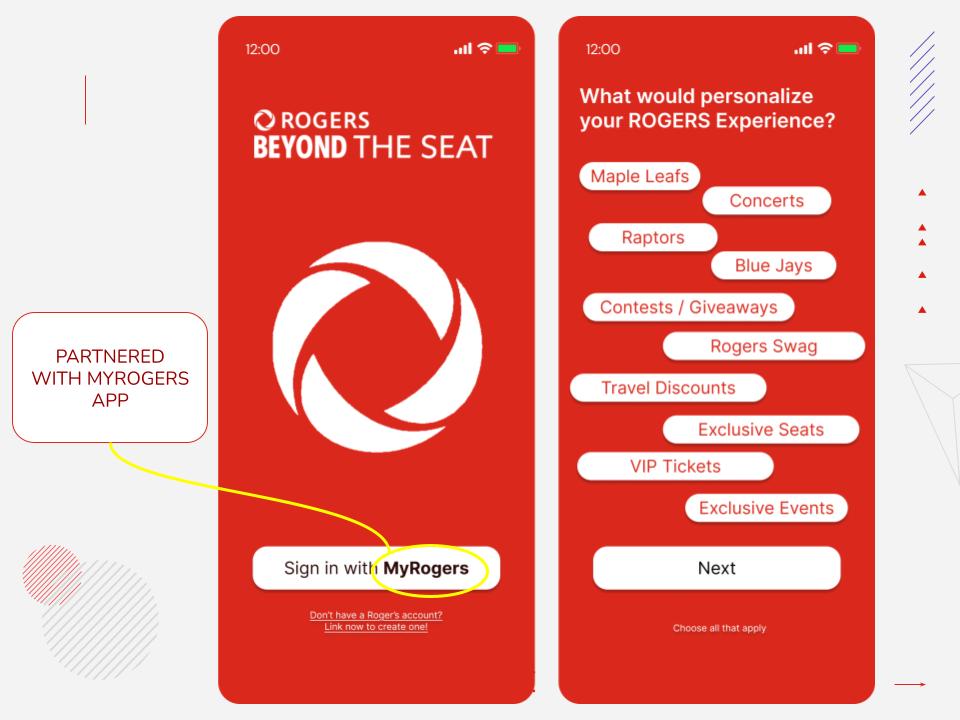 12:00
ROGERS
BEYOND THE SEAT
PARTNERED
WITH MYROGERS
APP
Sign in with MyRogers
Don't have a Roger's account?
Link now to create one!
12:00
What would personalize
your ROGERS Experience?
Maple Leafs
Concerts
Raptors
Blue Jays
Contests / Giveaways
Rogers Swag
Travel Discounts
Exclusive Seats
VIP Tickets
Exclusive Events
Next
Choose all that apply